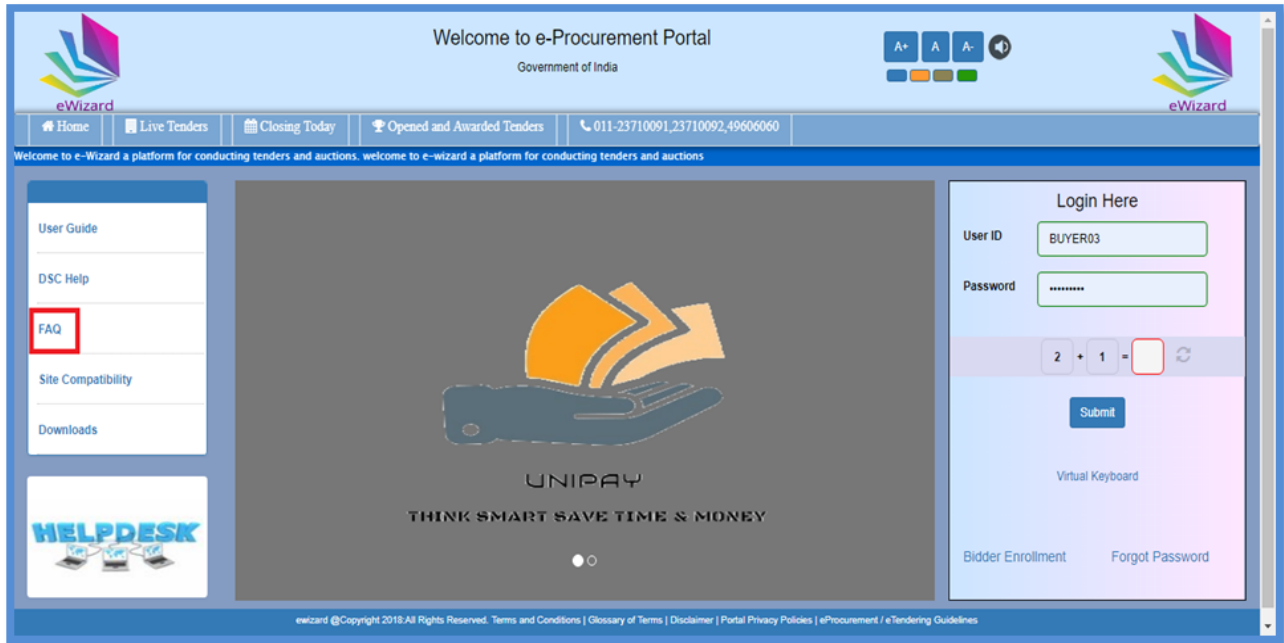 Welcome to e-Procurement Portal
Government of India
A+ A A-
eWizard
eWizard
Home Live Tenders Closing Today Opened and Awarded Tenders 011-23710091,23710092,49606060
Welcome to e-Wizard a platform for conducting tenders and auctions. welcome to e-wizard a platform for conducting tenders and auctions
User Guide
DSC Help
FAQ
Site Compatibility
Downloads
HELPDESK
UNIPAY
THINK SMART SAVE TIME & MONEY
Login Here
User ID BUYER03
Password •••••••••
2 + 1 =
Submit
Virtual Keyboard
Bidder Enrollment Forgot Password
ewizard @Copyright 2018:All Rights Reserved. Terms and Conditions | Glossary of Terms | Disclaimer | Portal Privacy Policies | eProcurement / eTendering Guidelines